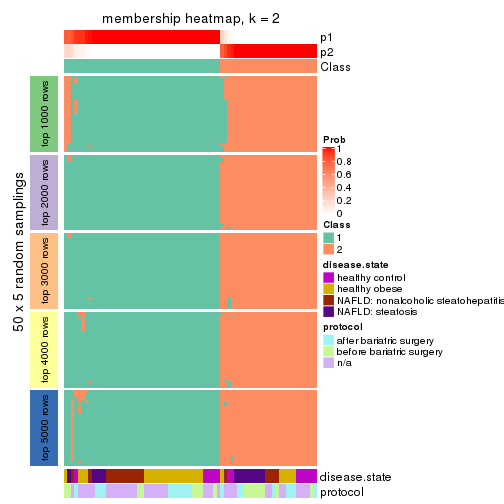 membership heatmap, k = 2
p1
p2
Class
50 x 5 random samplings
top 1000 rows
top 2000 rows
top 3000 rows
top 4000 rows
top 5000 rows
disease.state
protocol
Prob
1
0.8
0.6
0.4
0.2
0
Class
1
2
disease.state
healthy control
healthy obese
NAFLD: nonalcoholic steatohepatitis
NAFLD: steatosis
protocol
after bariatric surgery
before bariatric surgery
n/a